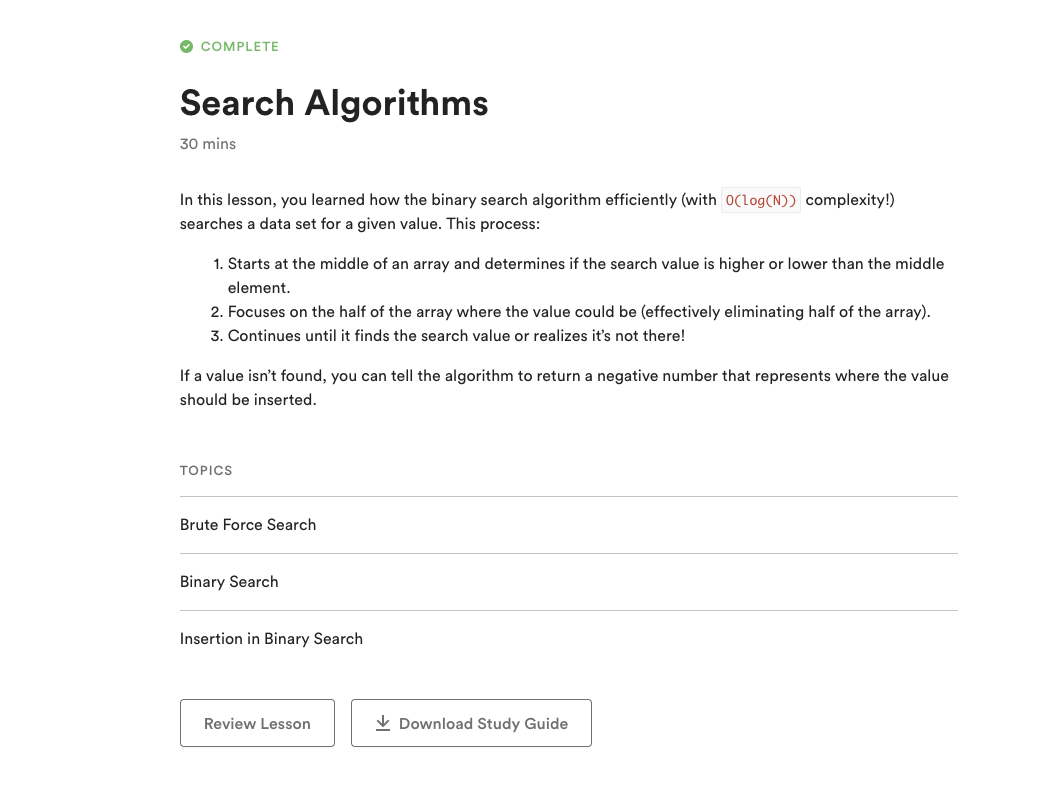 COMPLETE
Search Algorithms
30 mins
In this lesson, you learned how the binary search algorithm efficiently (with O(log(N)) complexity!)
searches a data set for a given value. This process:
1. Starts at the middle of an array and determines if the search value is higher or lower than the middle
element.
2. Focuses on the half of the array where the value could be (effectively eliminating half of the array).
3. Continues until it finds the search value or realizes it’s not there!
If a value isn’t found, you can tell the algorithm to return a negative number that represents where the value
should be inserted.
TOPICS
Brute Force Search
Binary Search
Insertion in Binary Search
Review Lesson
Download Study Guide